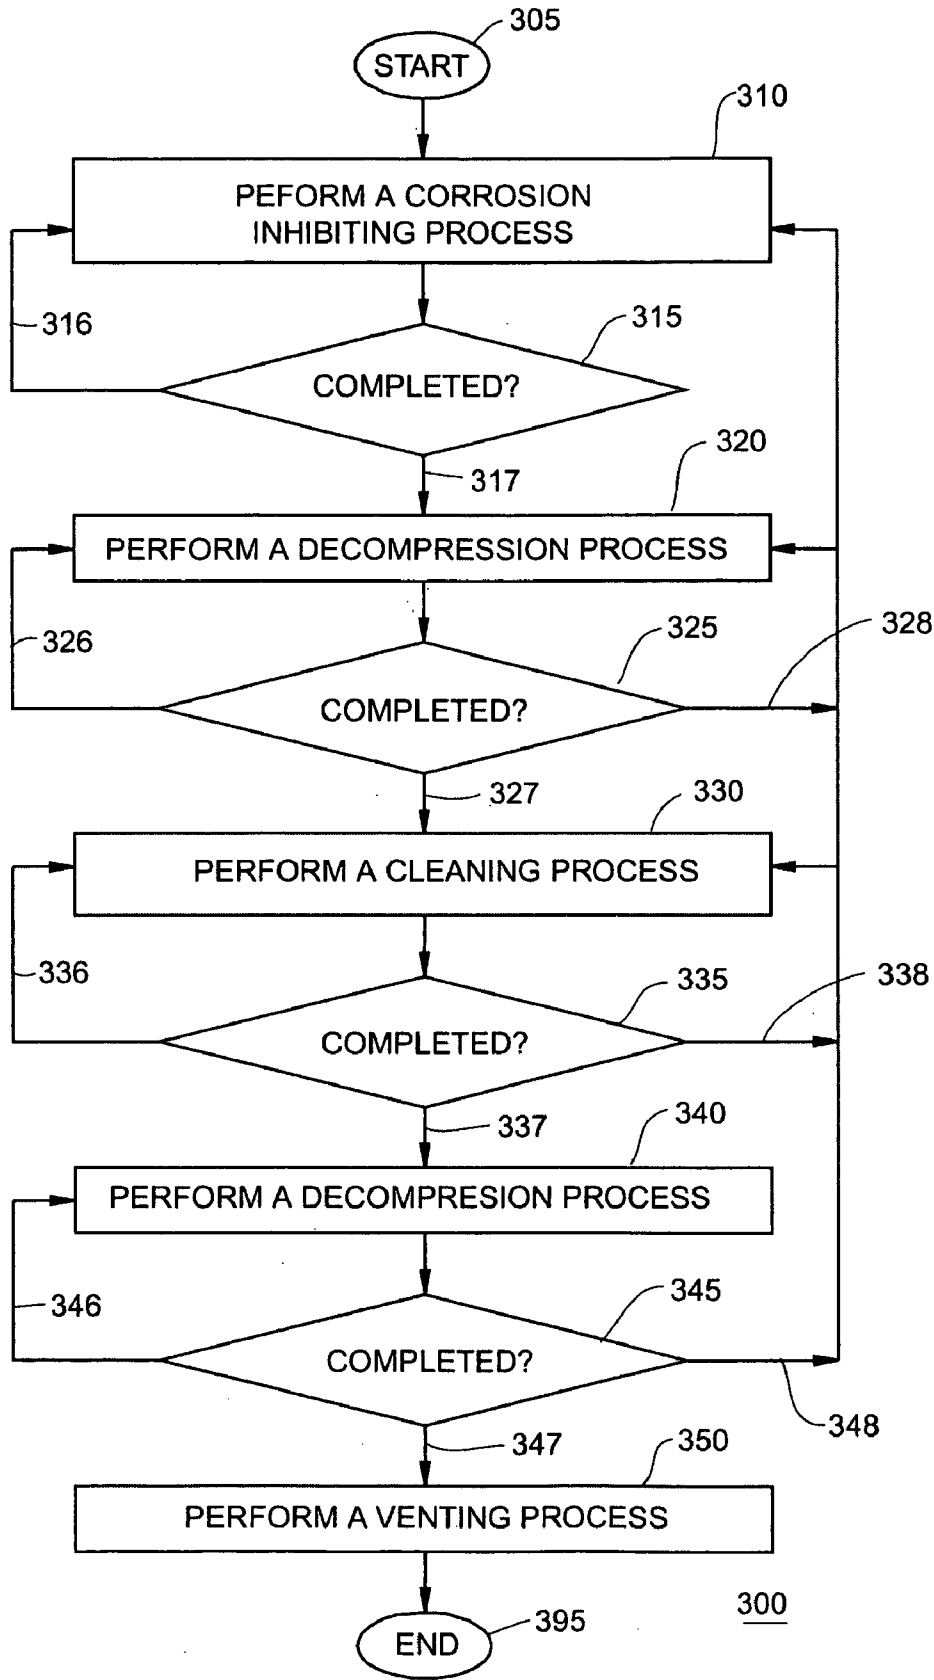 305
START
310
PEFORM A CORROSION
INHIBITING PROCESS
316
315
COMPLETED?
317
320
PERFORM A DECOMPRESSION PROCESS
326
325
328
COMPLETED?
327
330
PERFORM A CLEANING PROCESS
336
335
338
COMPLETED?
337
340
PERFORM A DECOMPRESION PROCESS
346
345
COMPLETED?
348
347
350
PERFORM A VENTING PROCESS
300
END
395